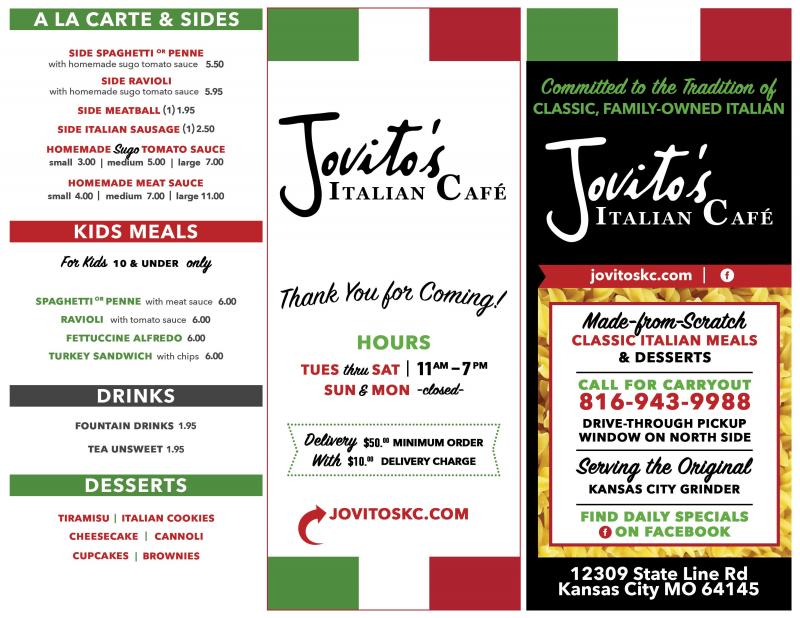 A LA CARTE & SIDES
SIDE SPAGHETTI OR PENNE
with homemade sugo tomato sauce 5.50
SIDE RAVIOLI
with homemade sugo tomato sauce 5.95
SIDE MEATBALL (1) 1.95
SIDE ITALIAN SAUSAGE (1) 2.50
HOMEMADE Sugo TOMATO SAUCE
small 3.00 | medium 5.00 | large 7.00
HOMEMADE MEAT SAUCE
small 4.00 | medium 7.00 | large 11.00
KIDS MEALS
For Kids 10 & UNDER only
SPAGHETTI OR PENNE with meat sauce 6.00
RAVIOLI with tomato sauce 6.00
FETTUCCINE ALFREDO 6.00
TURKEY SANDWICH with chips 6.00
DRINKS
FOUNTAIN DRINKS 1.95
TEA UNSWEET 1.95
DESSERTS
TIRAMISU | ITALIAN COOKIES
CHEESECAKE | CANNOLI
CUPCAKES | BROWNIES
Jovito's
ITALIAN CAFÉ
Thank You for Coming!
HOURS
TUES thru SAT | 11AM – 7PM
SUN & MON -closed-
Delivery $50.00 MINIMUM ORDER
With $10.00 DELIVERY CHARGE
JOVITOSKC.COM
Committed to the Tradition of
CLASSIC, FAMILY-OWNED ITALIAN
Jovito's
ITALIAN CAFÉ
jovitoskc.com | f
Made-from-Scratch
CLASSIC ITALIAN MEALS
& DESSERTS
CALL FOR CARRYOUT
816-943-9988
DRIVE-THROUGH PICKUP
WINDOW ON NORTH SIDE
Serving the Original
KANSAS CITY GRINDER
FIND DAILY SPECIALS
f ON FACEBOOK
12309 State Line Rd
Kansas City MO 64145